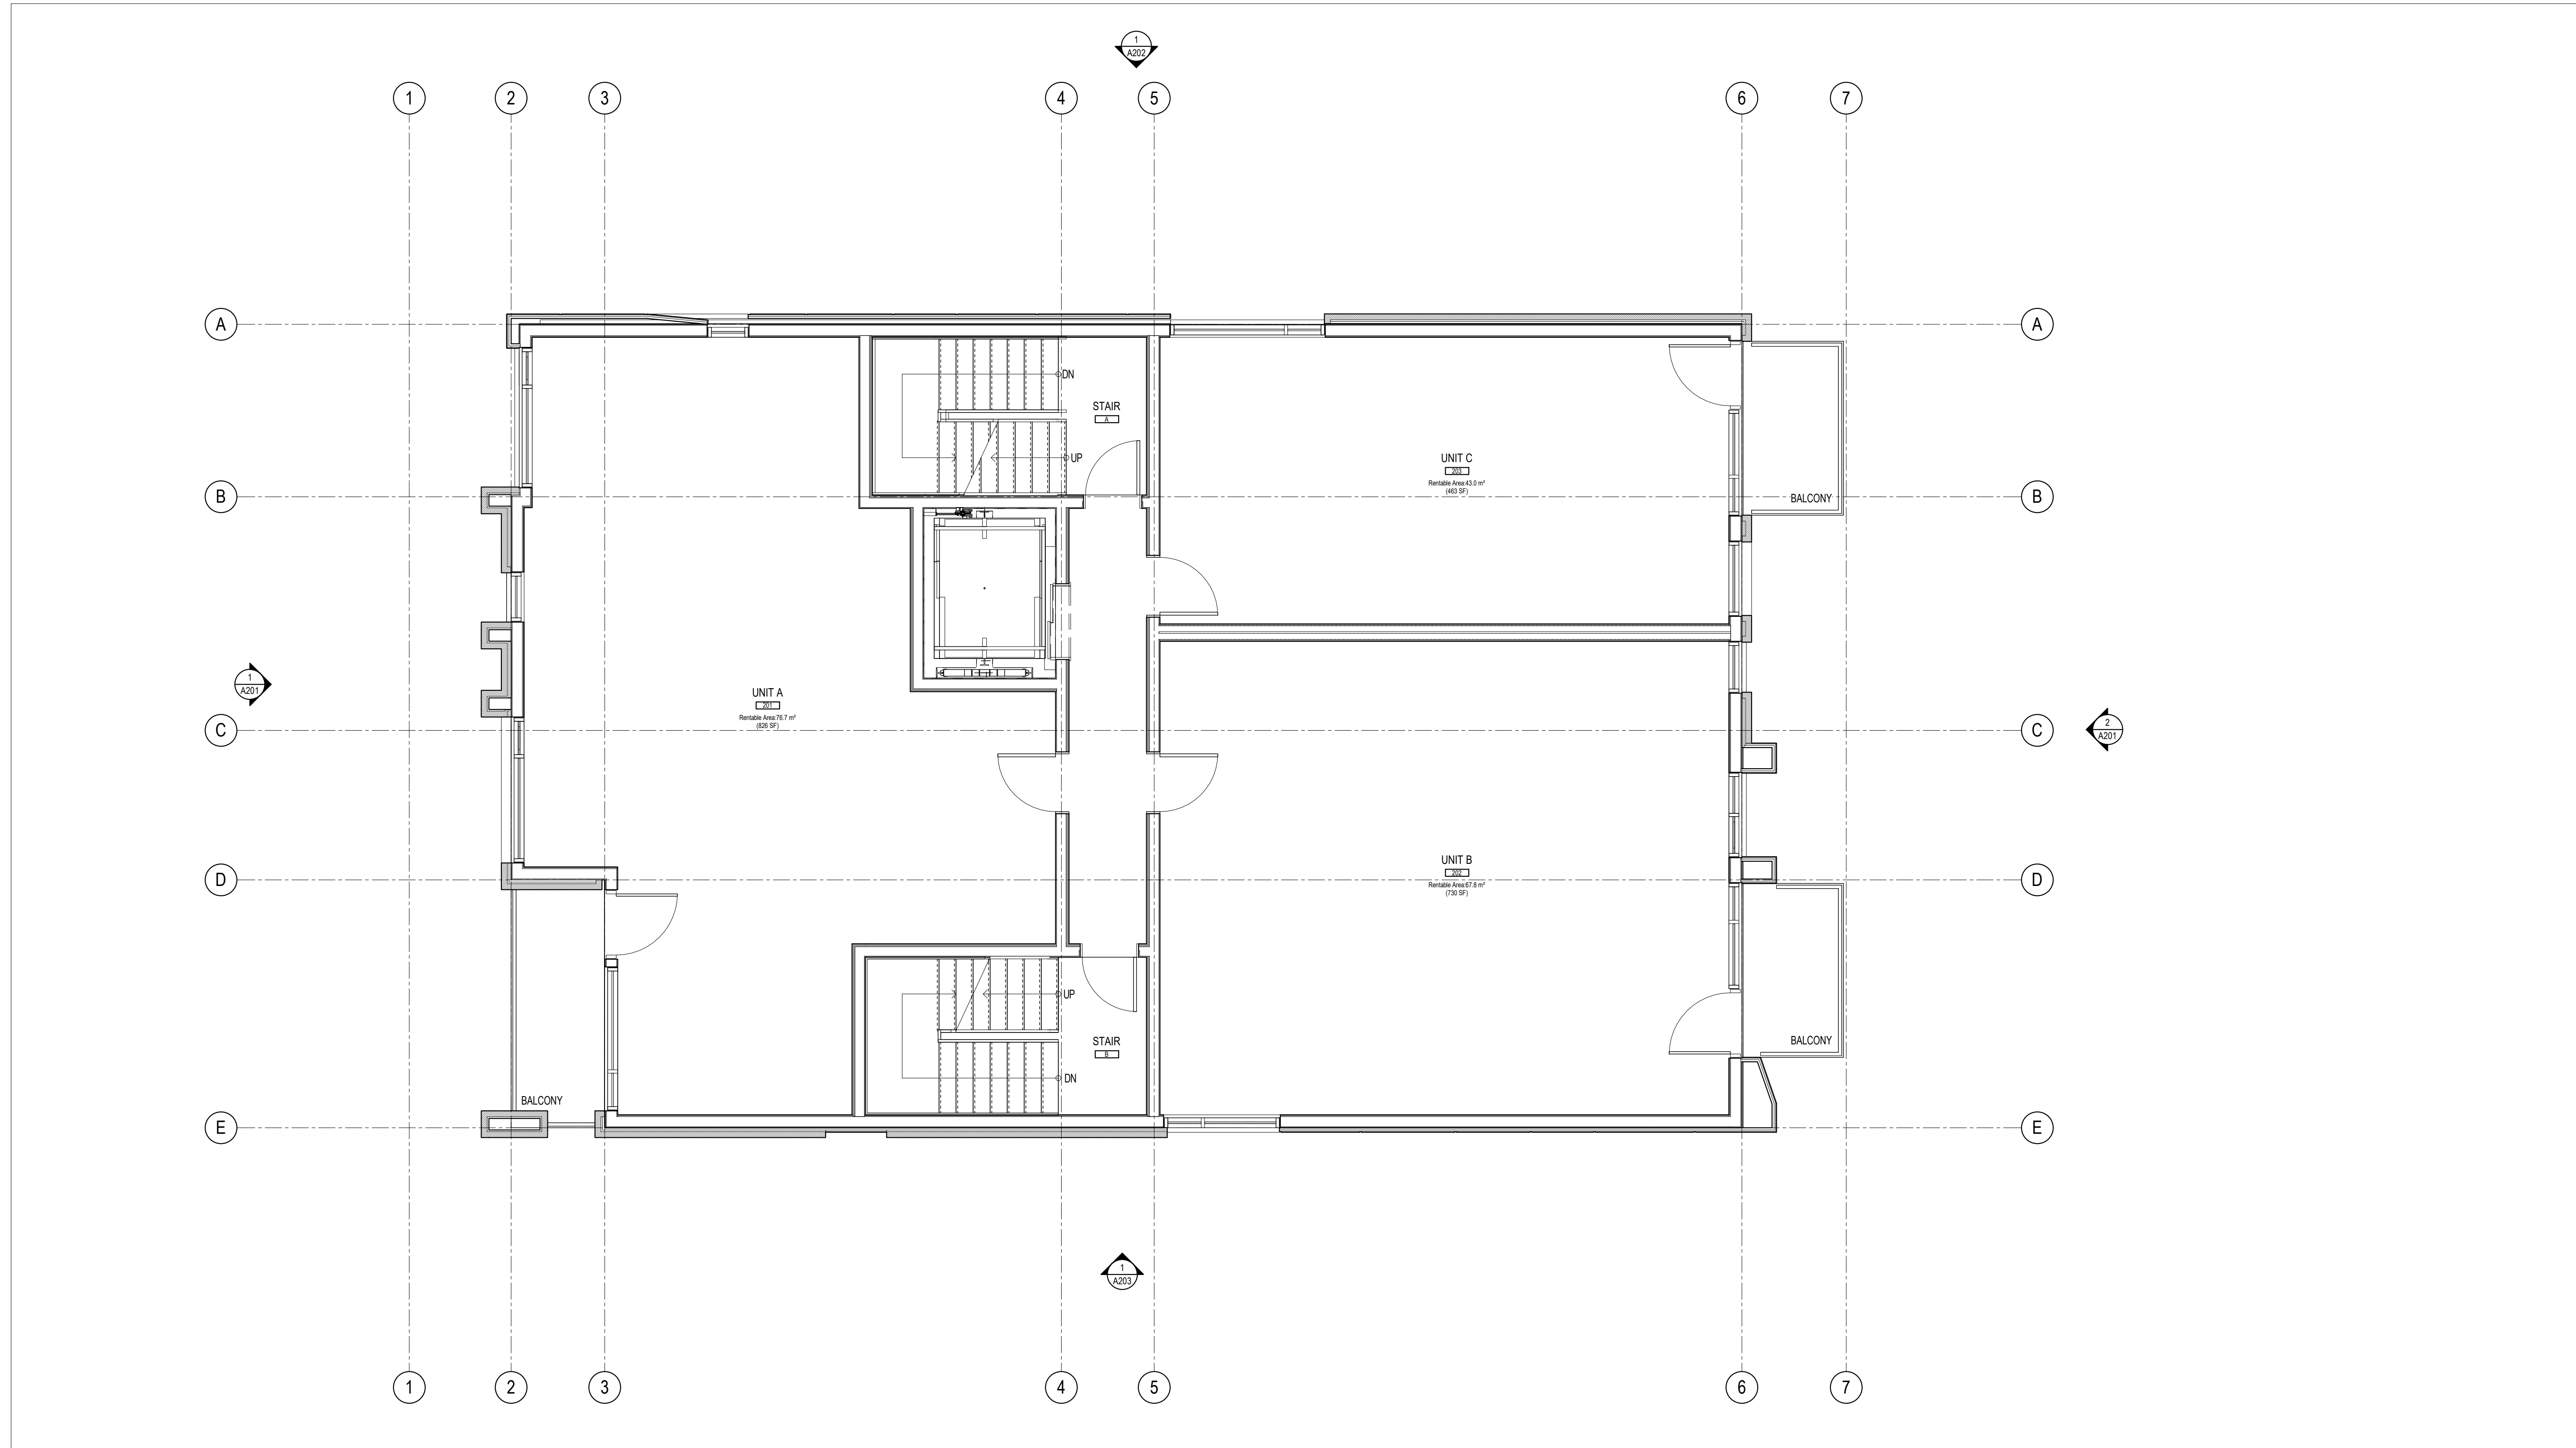 1
A202
1
2
3
4
5
6
7
A
A
DN
STAIR
A
UP
UNIT C
203
Rentable Area:43.0 m²
(463 SF)
B
B
BALCONY
1
A201
UNIT A
201
Rentable Area:76.7 m²
(826 SF)
C
C
2
A201
UNIT B
202
Rentable Area:67.8 m²
(730 SF)
D
D
UP
STAIR
B
BALCONY
DN
BALCONY
E
E
1
A203
1
2
3
4
5
6
7